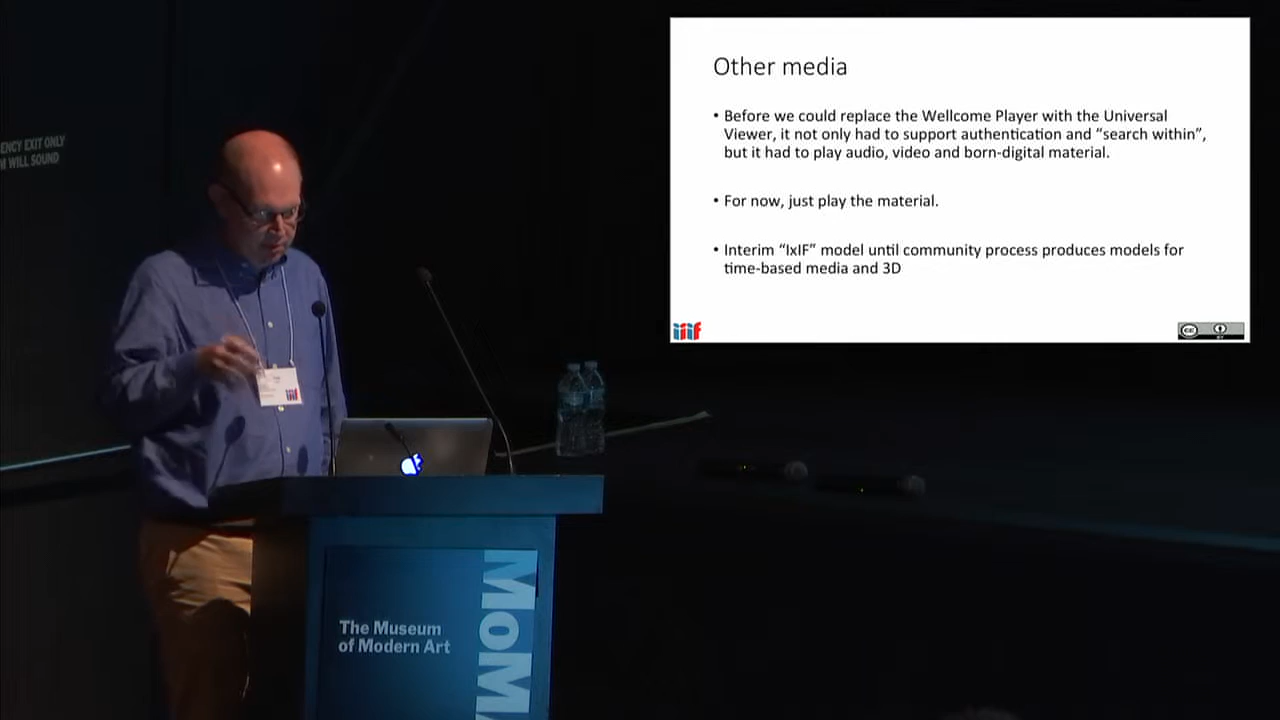 ENCY EXIT ONLY
M WILL SOUND
Other media
• Before we could replace the Wellcome Player with the Universal
Viewer, it not only had to support authentication and “search within”,
but it had to play audio, video and born-digital material.
• For now, just play the material.
• Interim “IxIF” model until community process produces models for
time-based media and 3D
iiif
CC
BY
The Museum
of Modern Art
MoM